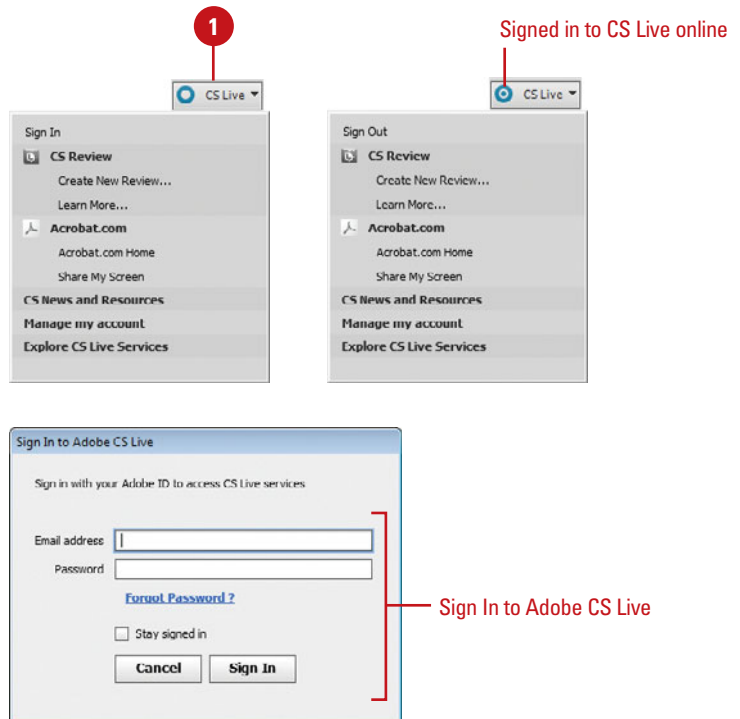 1
Signed in to CS Live online
CS Live
Sign In
CS Review
Create New Review...
Learn More...
Acrobat.com
Acrobat.com Home
Share My Screen
CS News and Resources
Manage my account
Explore CS Live Services
CS Live
Sign Out
CS Review
Create New Review...
Learn More...
Acrobat.com
Acrobat.com Home
Share My Screen
CS News and Resources
Manage my account
Explore CS Live Services
Sign In to Adobe CS Live
Sign in with your Adobe ID to access CS Live services
Email address
Password
Forgot Password ?
Stay signed in
Cancel Sign In
Sign In to Adobe CS Live